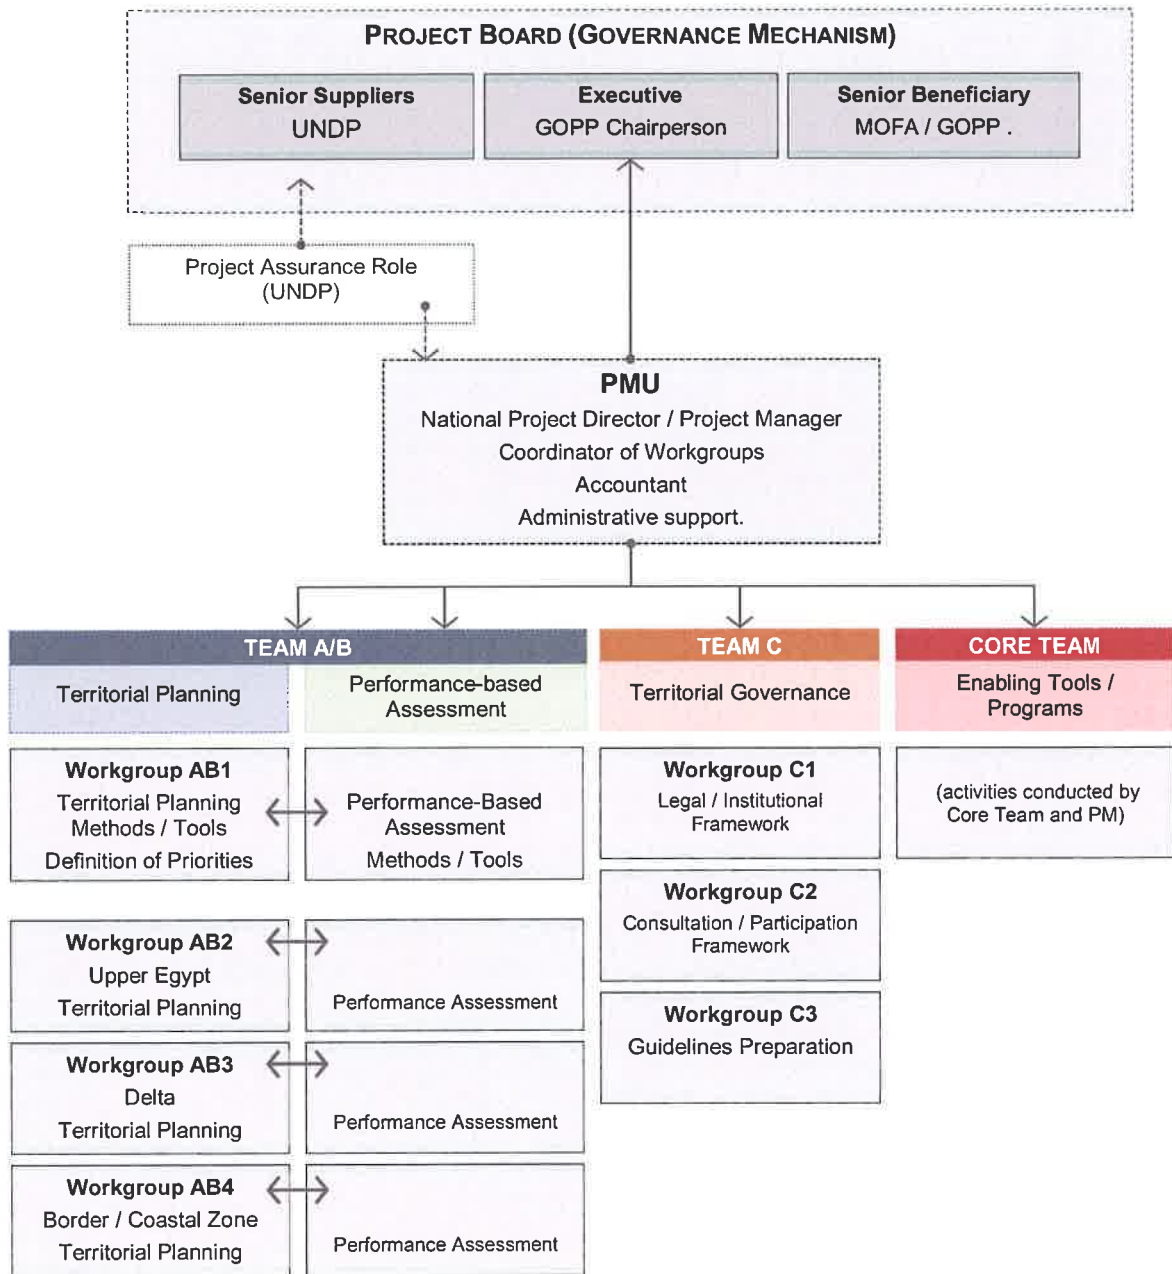 PROJECT BOARD (GOVERNANCE MECHANISM)
Senior Suppliers
UNDP
Executive
GOPP Chairperson
Senior Beneficiary
MOFA / GOPP .
Project Assurance Role
(UNDP)
PMU
National Project Director / Project Manager
Coordinator of Workgroups
Accountant
Administrative support.
TEAM A/B
Territorial Planning
Performance-based
Assessment
TEAM C
Territorial Governance
CORE TEAM
Enabling Tools /
Programs
Workgroup AB1
Territorial Planning
Methods / Tools
Definition of Priorities
Performance-Based
Assessment
Methods / Tools
Workgroup C1
Legal / Institutional
Framework
(activities conducted by
Core Team and PM)
Workgroup AB2
Upper Egypt
Territorial Planning
Performance Assessment
Workgroup C2
Consultation / Participation
Framework
Workgroup AB3
Delta
Territorial Planning
Performance Assessment
Workgroup C3
Guidelines Preparation
Workgroup AB4
Border / Coastal Zone
Territorial Planning
Performance Assessment